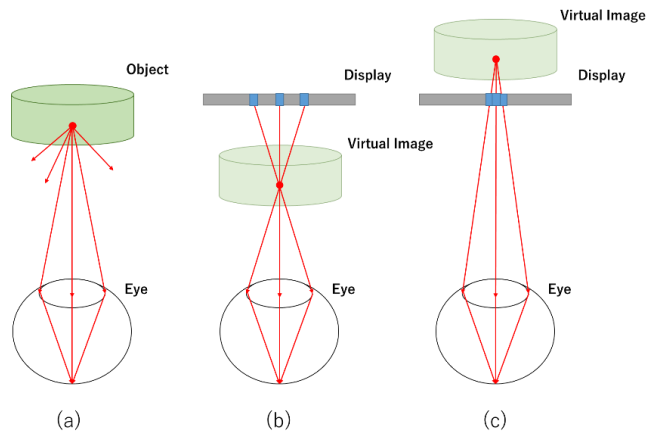 Object
Eye
(a)
Display
Virtual Image
Eye
(b)
Virtual Image
Display
Eye
(c)